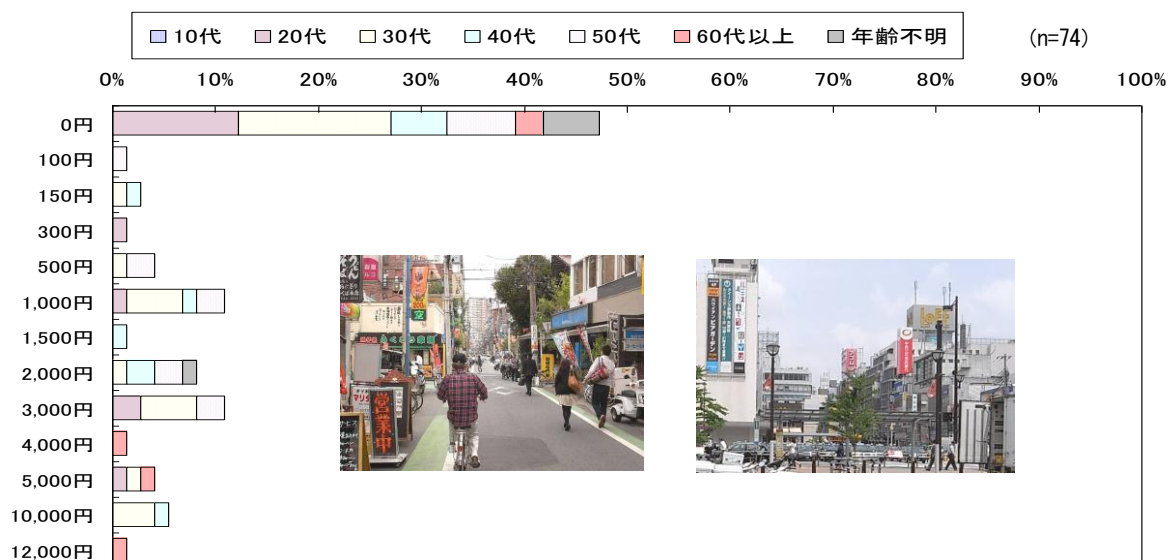 10代 20代 30代 40代 50代 60代以上 年齢不明 (n=74)
0% 10% 20% 30% 40% 50% 60% 70% 80% 90% 100%
0円
100円
150円
300円
500円
1,000円
1,500円
2,000円
3,000円
4,000円
5,000円
10,000円
12,000円
うどん
営業中
Loft